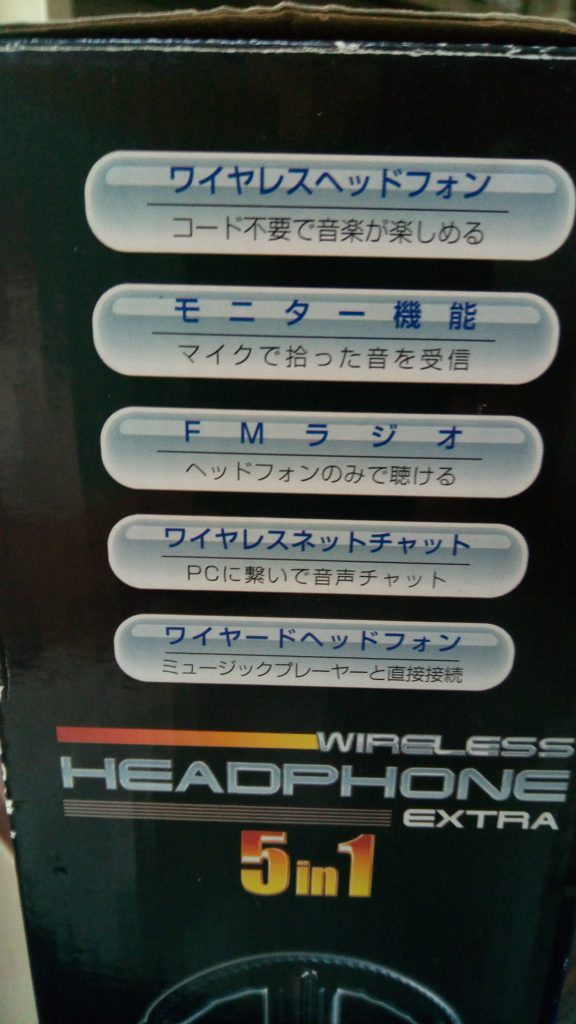 ワイヤレスヘッドフォン
コード不要で音楽が楽しめる
モニター機能
マイクで拾った音を受信
FMラジオ
ヘッドフォンのみで聴ける
ワイヤレスネットチャット
PCに繋いで音声チャット
ワイヤードヘッドフォン
ミュージックプレーヤーと直接接続
WIRELESS
HEADPHONE
EXTRA
5in1